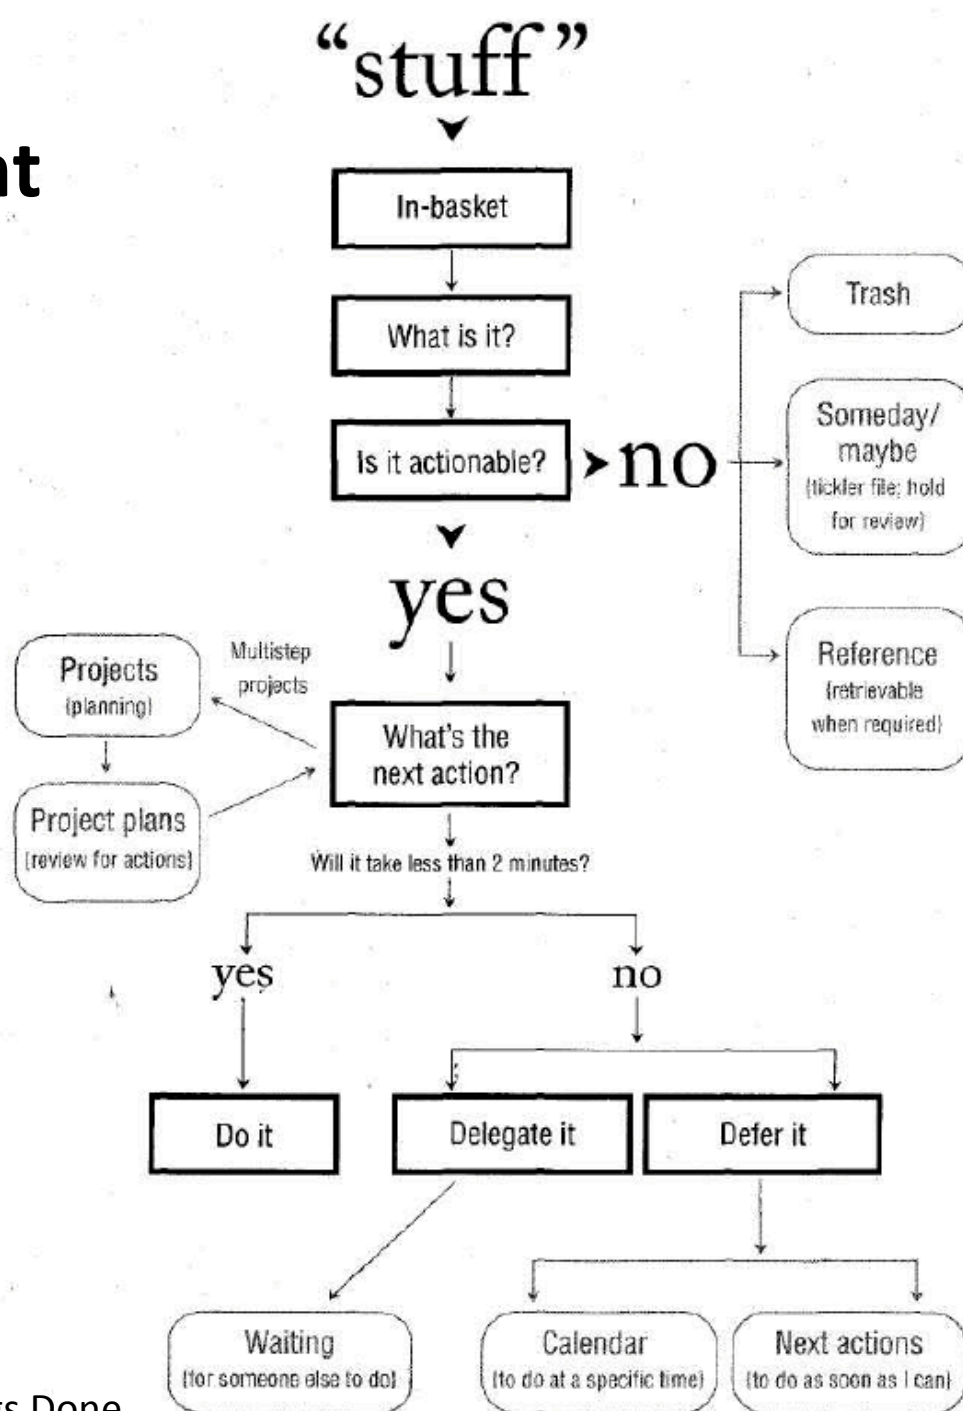 “stuff”
nt
In-basket
What is it?
Trash
Is it actionable?
no
Someday/
maybe
(tickler file; hold
for review)
yes
Reference
(retrievable
when required)
Multistep
projects
Projects
(planning)
What's the
next action?
Project plans
(review for actions)
Will it take less than 2 minutes?
yes
no
Do it
Delegate it
Defer it
Waiting
(for someone else to do)
Calendar
(to do at a specific time)
Next actions
(to do as soon as I can)
gs Done